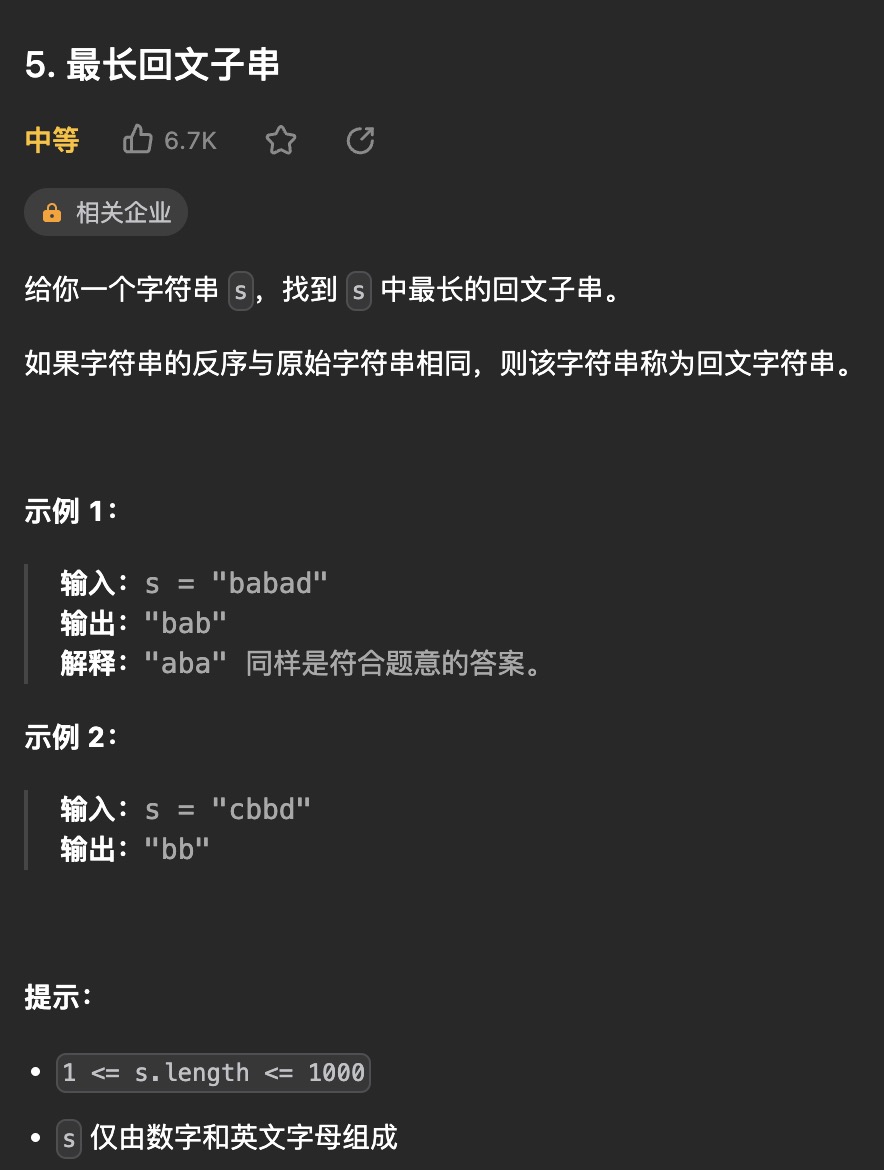 5. 最长回文子串
中等 6.7K
相关企业
给你一个字符串 s，找到 s 中最长的回文子串。
如果字符串的反序与原始字符串相同，则该字符串称为回文字符串。
示例 1：
输入：s = "babad"
输出："bab"
解释："aba" 同样是符合题意的答案。
示例 2：
输入：s = "cbbd"
输出："bb"
提示：
• 1 <= s.length <= 1000
• s 仅由数字和英文字母组成